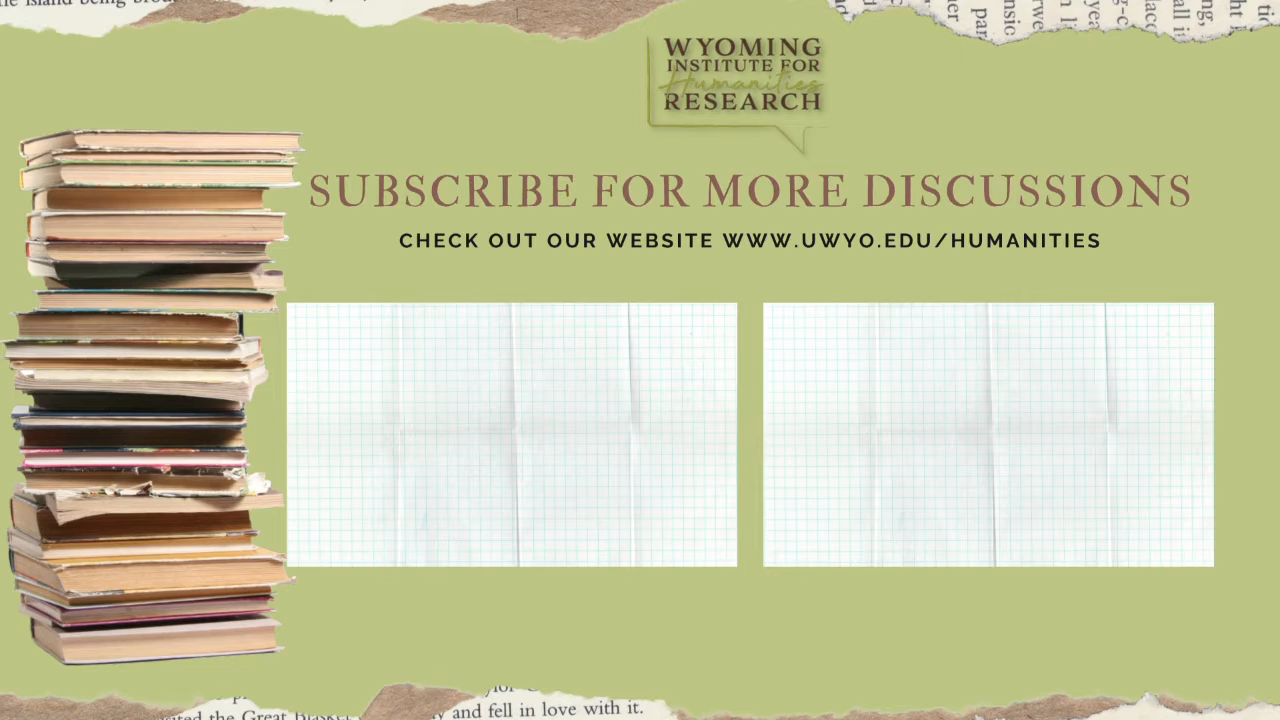 island being
WYOMING
INSTITUTE FOR
Humanities
RESEARCH
SUBSCRIBE FOR MORE DISCUSSIONS
CHECK OUT OUR WEBSITE WWW.UWYO.EDU/HUMANITIES
the Great
and fell in love with it.